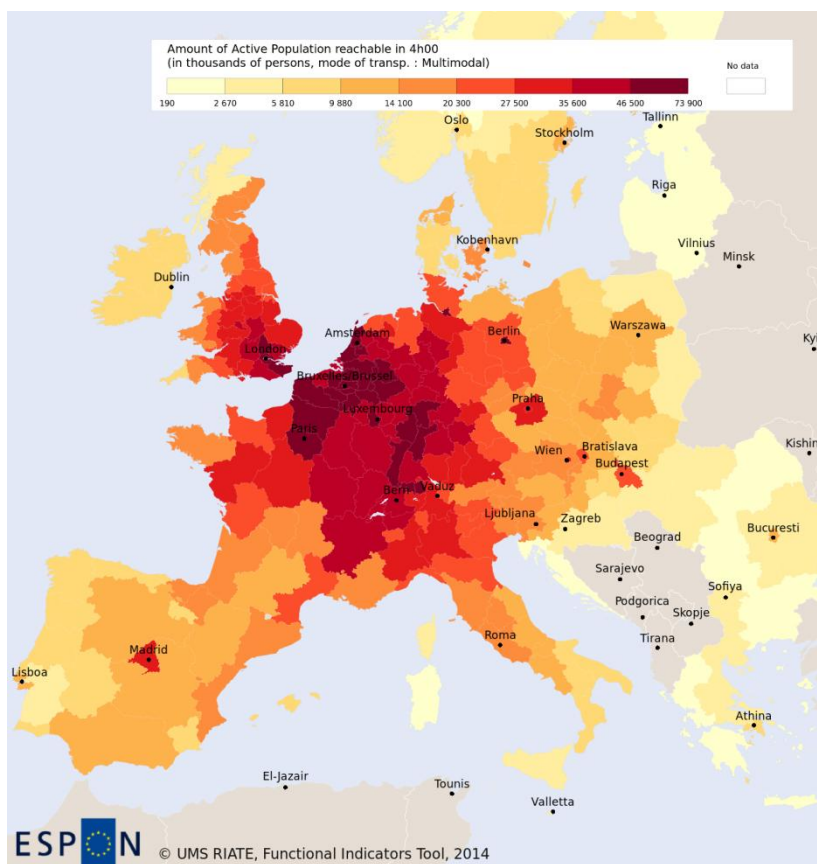 Amount of Active Population reachable in 4h00
(in thousands of persons, mode of transp. : Multimodal)
No data
190 2 670 5 810 9 880 14 100 20 300 27 500 35 600 46 500 73 900
Oslo
Tallinn
Stockholm
Riga
Kobenhavn
Vilnius
Minsk
Dublin
Amsterdam
Berlin
Warszawa
London
Kyi
Bruxelles/Brussel
Luxembourg
Praha
Paris
Kishin
Wien
Bratislava
Budapest
Bern
Vaduz
Ljubljana
Zagreb
Bucuresti
Beograd
Sarajevo
Sofiya
Podgorica
Skopje
Roma
Tirana
Madrid
Lisboa
Athina
El-Jazair
Tounis
Valletta
ESPON © UMS RIATE, Functional Indicators Tool, 2014